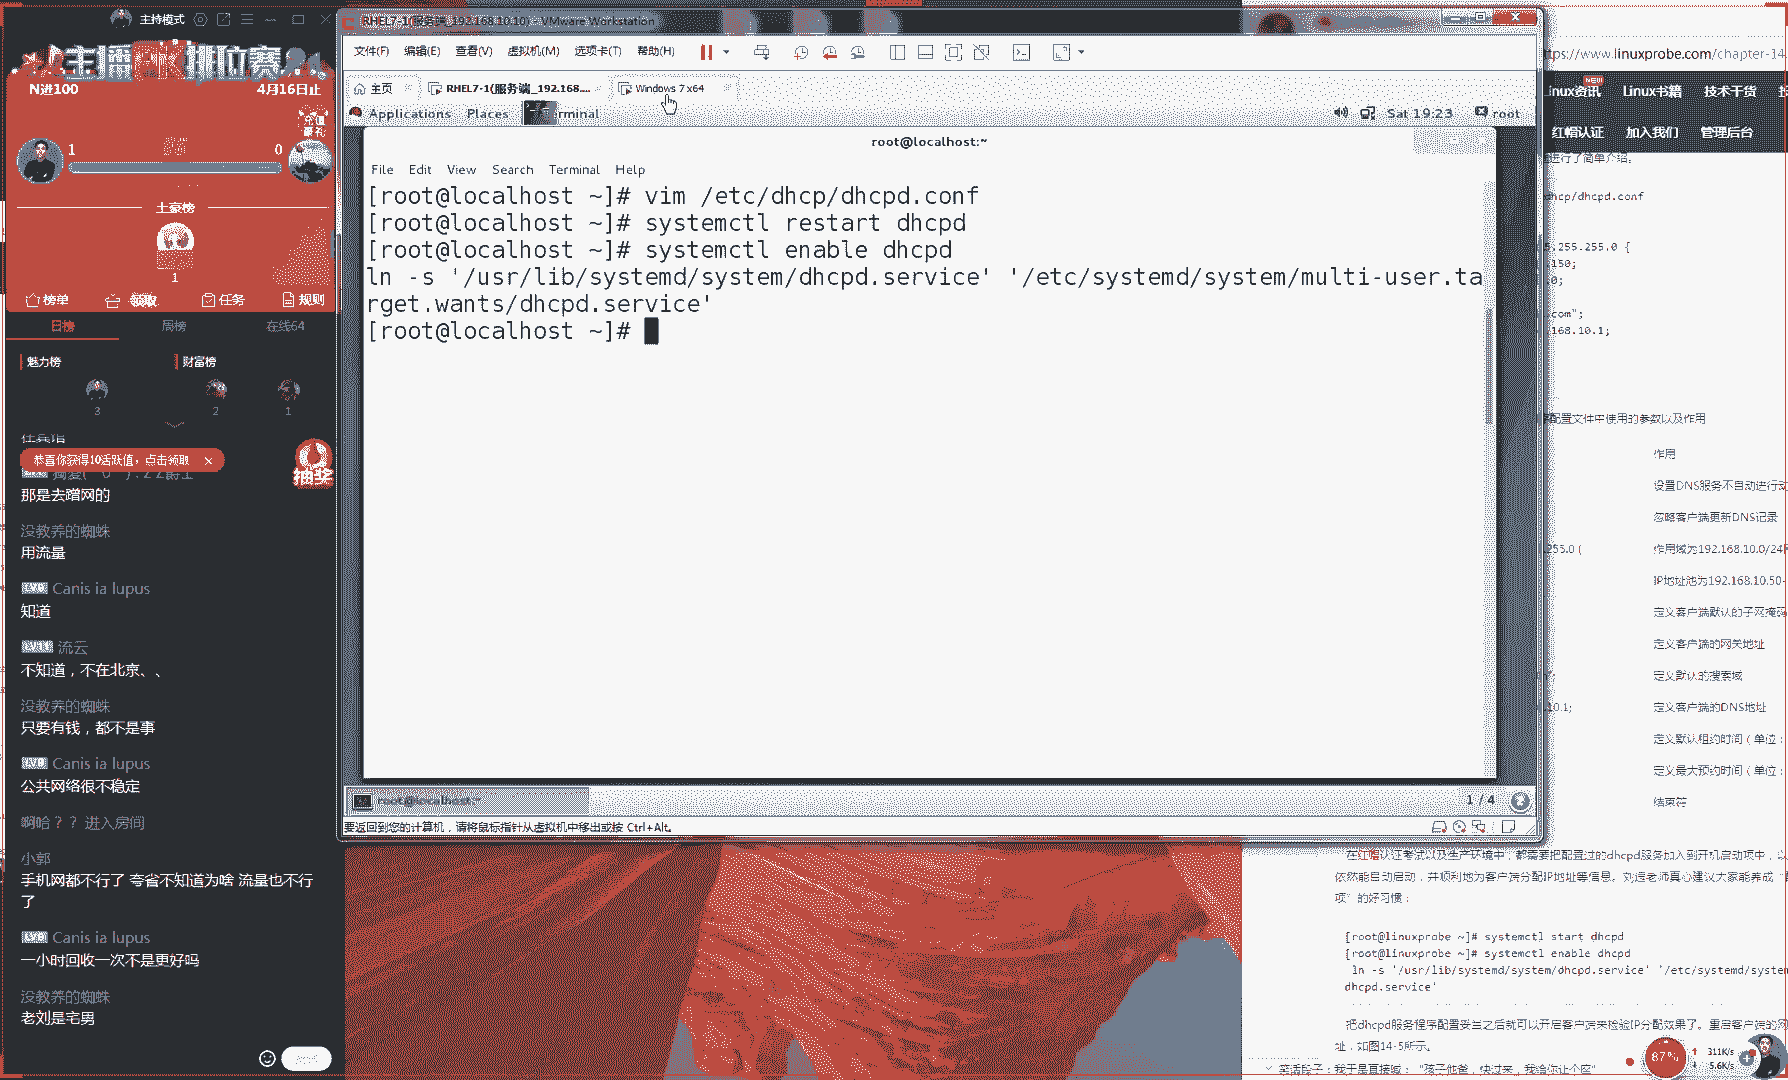 主持模式
主播PK排位赛
N进100
4月16日止
1
0
土豪榜
1
榜单
领取
任务
规则
日榜
周榜
在线64
魅力榜
财富榜
3
2
1
恭喜你获得10活跃值，点击领取
抽奖
那是去蹭网的
没教养的蜘蛛
用流量
Canis ia lupus
知道
流云
不知道，不在北京、、
没教养的蜘蛛
只要有钱，都不是事
Canis ia lupus
公共网络很不稳定
啊哈？？ 进入房间
小郭
手机网都不行了 夸省不知道为啥 流量也不行
了
Canis ia lupus
一小时回收一次不是更好吗
没教养的蜘蛛
老刘是宅男
RHEL7-1(服务端_192.168.10.10) - VMware Workstation
文件(F) 编辑(E) 查看(V) 虚拟机(M) 选项卡(T) 帮助(H)
主页
RHEL7-1(服务端_192.168....
Windows 7 x64
Applications Places
rminal
Sat 19:23
root
root@localhost:~
File Edit View Search Terminal Help
[root@localhost ~]# vim /etc/dhcp/dhcpd.conf
[root@localhost ~]# systemctl restart dhcpd
[root@localhost ~]# systemctl enable dhcpd
ln -s '/usr/lib/systemd/system/dhcpd.service' '/etc/systemd/system/multi-user.ta
rget.wants/dhcpd.service'
[root@localhost ~]#
root@localhost:~
1 / 4
要返回到您的计算机，请将鼠标指针从虚拟机中移出或按 Ctrl+Alt。
ttps://www.linuxprobe.com/chapter-14
inux资讯
Linux书籍
技术干货
红帽认证
加入我们
管理后台
进行了简单介绍。
dhcp/dhcpd.conf
.255.255.0 {
150;
.0;
.com";
168.10.1;
配置文件中使用的参数以及作用
作用
设置DNS服务不自动进行动
忽略客户端更新DNS记录
255.0 {
作用域为192.168.10.0/24
IP地址池为192.168.10.50-
定义客户端默认的子网掩码
定义客户端的网关地址
定义默认的搜索域
10.1;
定义客户端的DNS地址
定义默认租约时间（单位：
定义最大预约时间（单位：
结束符
在红帽认证考试以及生产环境中，都需要把配置过的dhcpd服务加入到开机启动项中，以
依然能自动启动，并顺利地为客户端分配IP地址等信息。刘遄老师真心建议大家能养成“
项”的好习惯：
[root@linuxprobe ~]# systemctl start dhcpd
[root@linuxprobe ~]# systemctl enable dhcpd
ln -s '/usr/lib/systemd/system/dhcpd.service' '/etc/systemd/system
dhcpd.service'
把dhcpd服务程序配置妥当之后就可以开启客户端来检验IP分配效果了。重启客户端的网
址，如图14-5所示。
笑话段子：我于是直接喊：“孩子他爸，快过来，我给你让个座”
87%
311K/s
5.6K/s